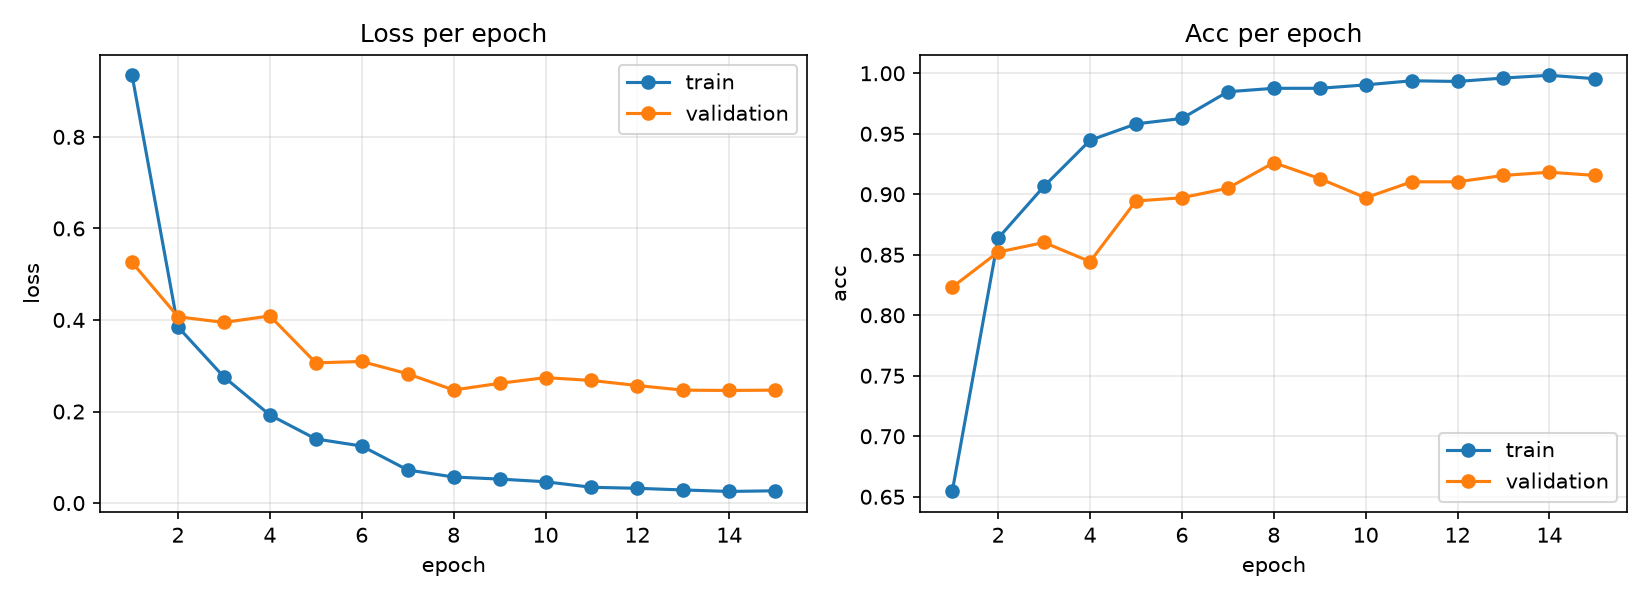 Loss per epoch
train
validation
0.8
0.6
0.4
0.2
0.0
loss
2 4 6 8 10 12 14
epoch
Acc per epoch
1.00
0.95
0.90
0.85
0.80
0.75
0.70
0.65
acc
train
validation
2 4 6 8 10 12 14
epoch